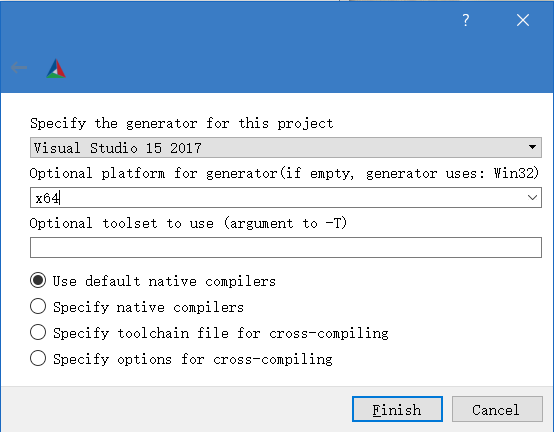 ?
Specify the generator for this project
Visual Studio 15 2017
Optional platform for generator(if empty, generator uses: Win32)
x64
Optional toolset to use (argument to -T)
Use default native compilers
Specify native compilers
Specify toolchain file for cross-compiling
Specify options for cross-compiling
Finish
Cancel